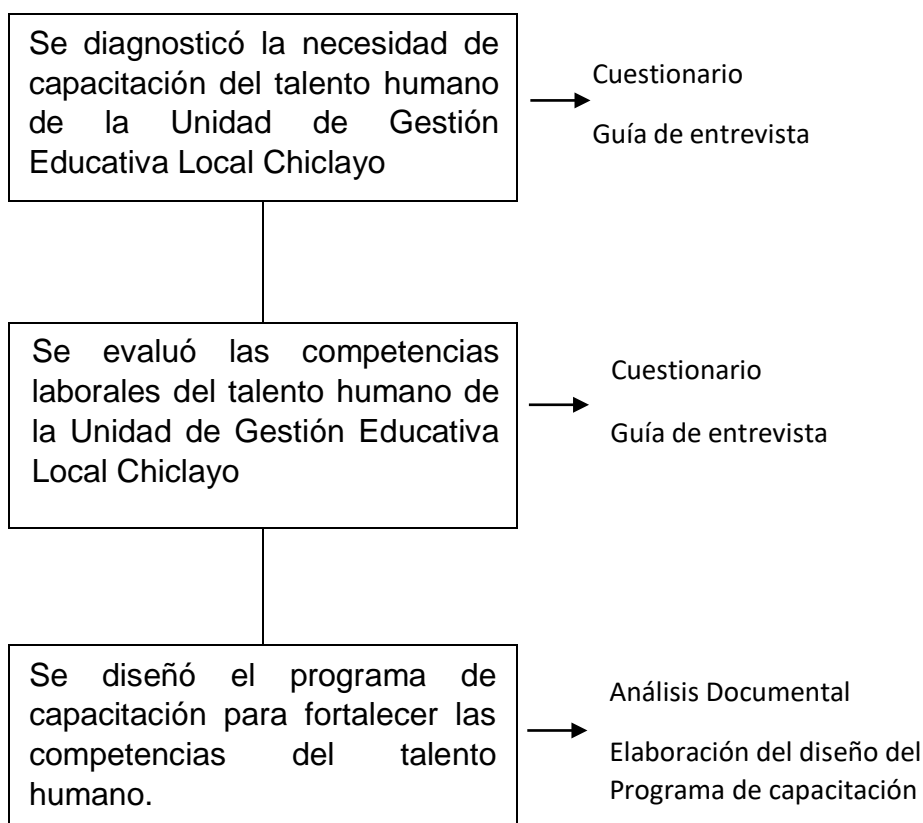 Se diagnosticó la necesidad de
capacitación del talento humano
de la Unidad de Gestión
Educativa Local Chiclayo
Cuestionario
Guía de entrevista
Se evaluó las competencias
laborales del talento humano de
la Unidad de Gestión Educativa
Local Chiclayo
Cuestionario
Guía de entrevista
Se diseñó el programa de
capacitación para fortalecer las
competencias del talento
humano.
Análisis Documental
Elaboración del diseño del
Programa de capacitación